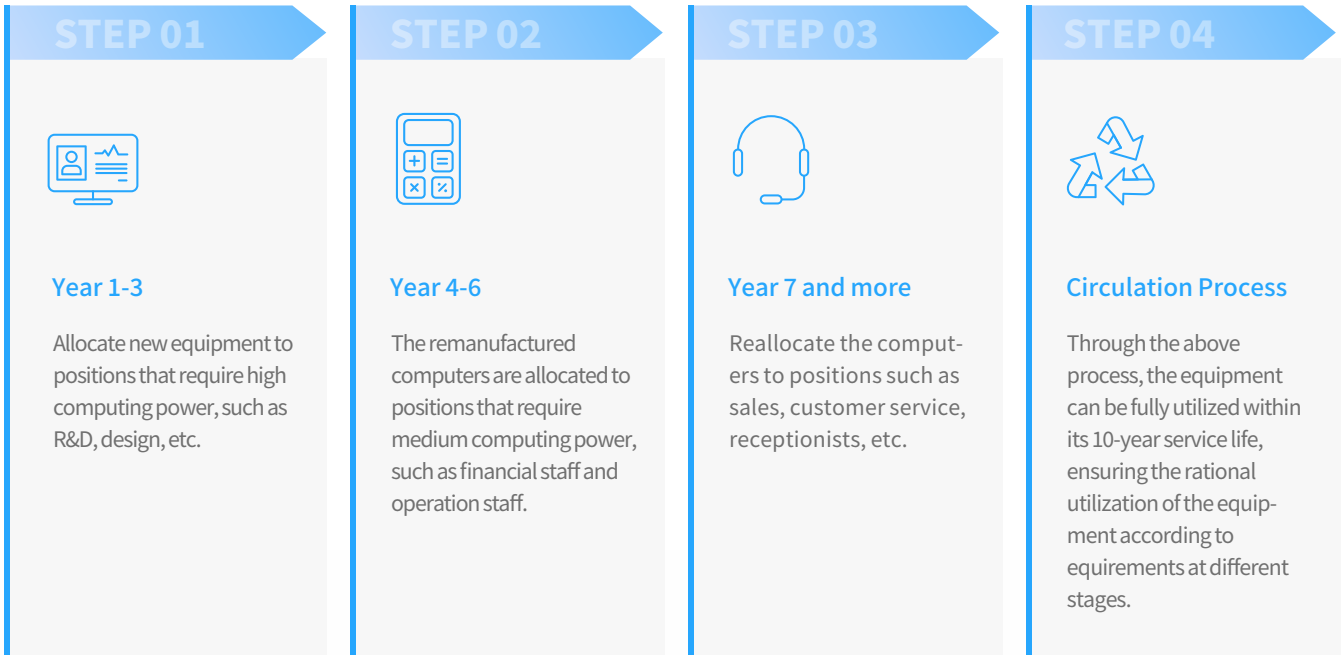 STEP 01
Year 1-3
Allocate new equipment to
positions that require high
computing power, such as
R&D, design, etc.
STEP 02
Year 4-6
The remanufactured
computers are allocated to
positions that require
medium computing power,
such as financial staff and
operation staff.
STEP 03
Year 7 and more
Reallocate the comput-
ers to positions such as
sales, customer service,
receptionists, etc.
STEP 04
Circulation Process
Through the above
process, the equipment
can be fully utilized within
its 10-year service life,
ensuring the rational
utilization of the equip-
ment according to
equirements at different
stages.